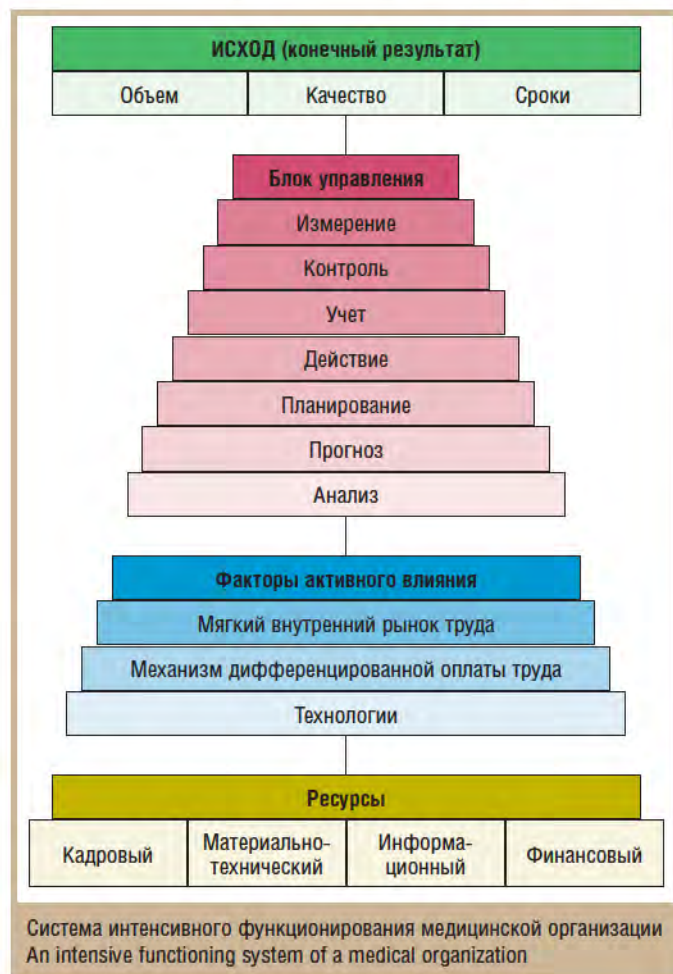 ИСХОД (конечный результат)
Объем Качество Сроки
Блок управления
Измерение
Контроль
Учет
Действие
Планирование
Прогноз
Анализ
Факторы активного влияния
Мягкий внутренний рынок труда
Механизм дифференцированной оплаты труда
Технологии
Ресурсы
Кадровый
Материально-
технический
Информа-
ционный
Финансовый
Система интенсивного функционирования медицинской организации
An intensive functioning system of a medical organization